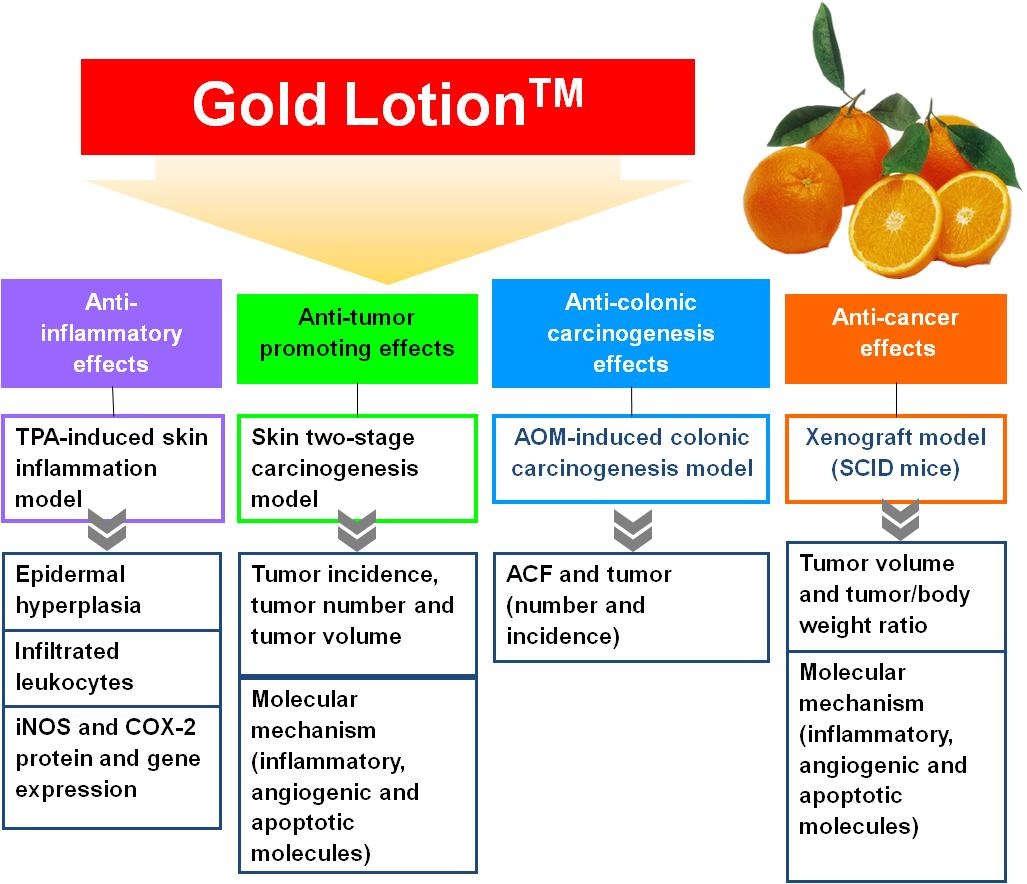 Gold Lotion™
Anti-
inflammatory
effects
TPA-induced skin
inflammation
model
Epidermal
hyperplasia
Infiltrated
leukocytes
iNOS and COX-2
protein and gene
expression
Anti-tumor
promoting effects
Skin two-stage
carcinogenesis
model
Tumor incidence,
tumor number and
tumor volume
Molecular
mechanism
(inflammatory,
angiogenic and
apoptotic
molecules)
Anti-colonic
carcinogenesis
effects
AOM-induced colonic
carcinogenesis model
ACF and tumor
(number and
incidence)
Anti-cancer
effects
Xenograft model
(SCID mice)
Tumor volume
and tumor/body
weight ratio
Molecular
mechanism
(inflammatory,
angiogenic and
apoptotic
molecules)